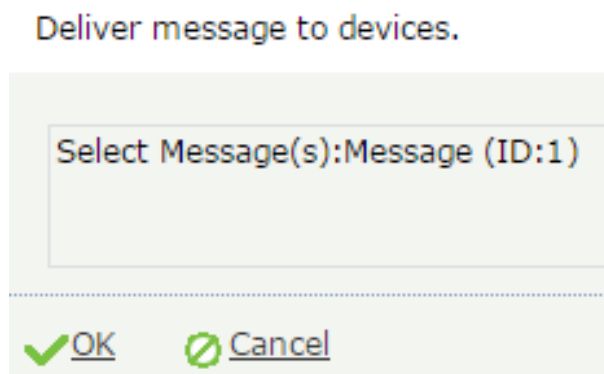 Deliver message to devices.
Select Message(s):Message (ID:1)
OK Cancel